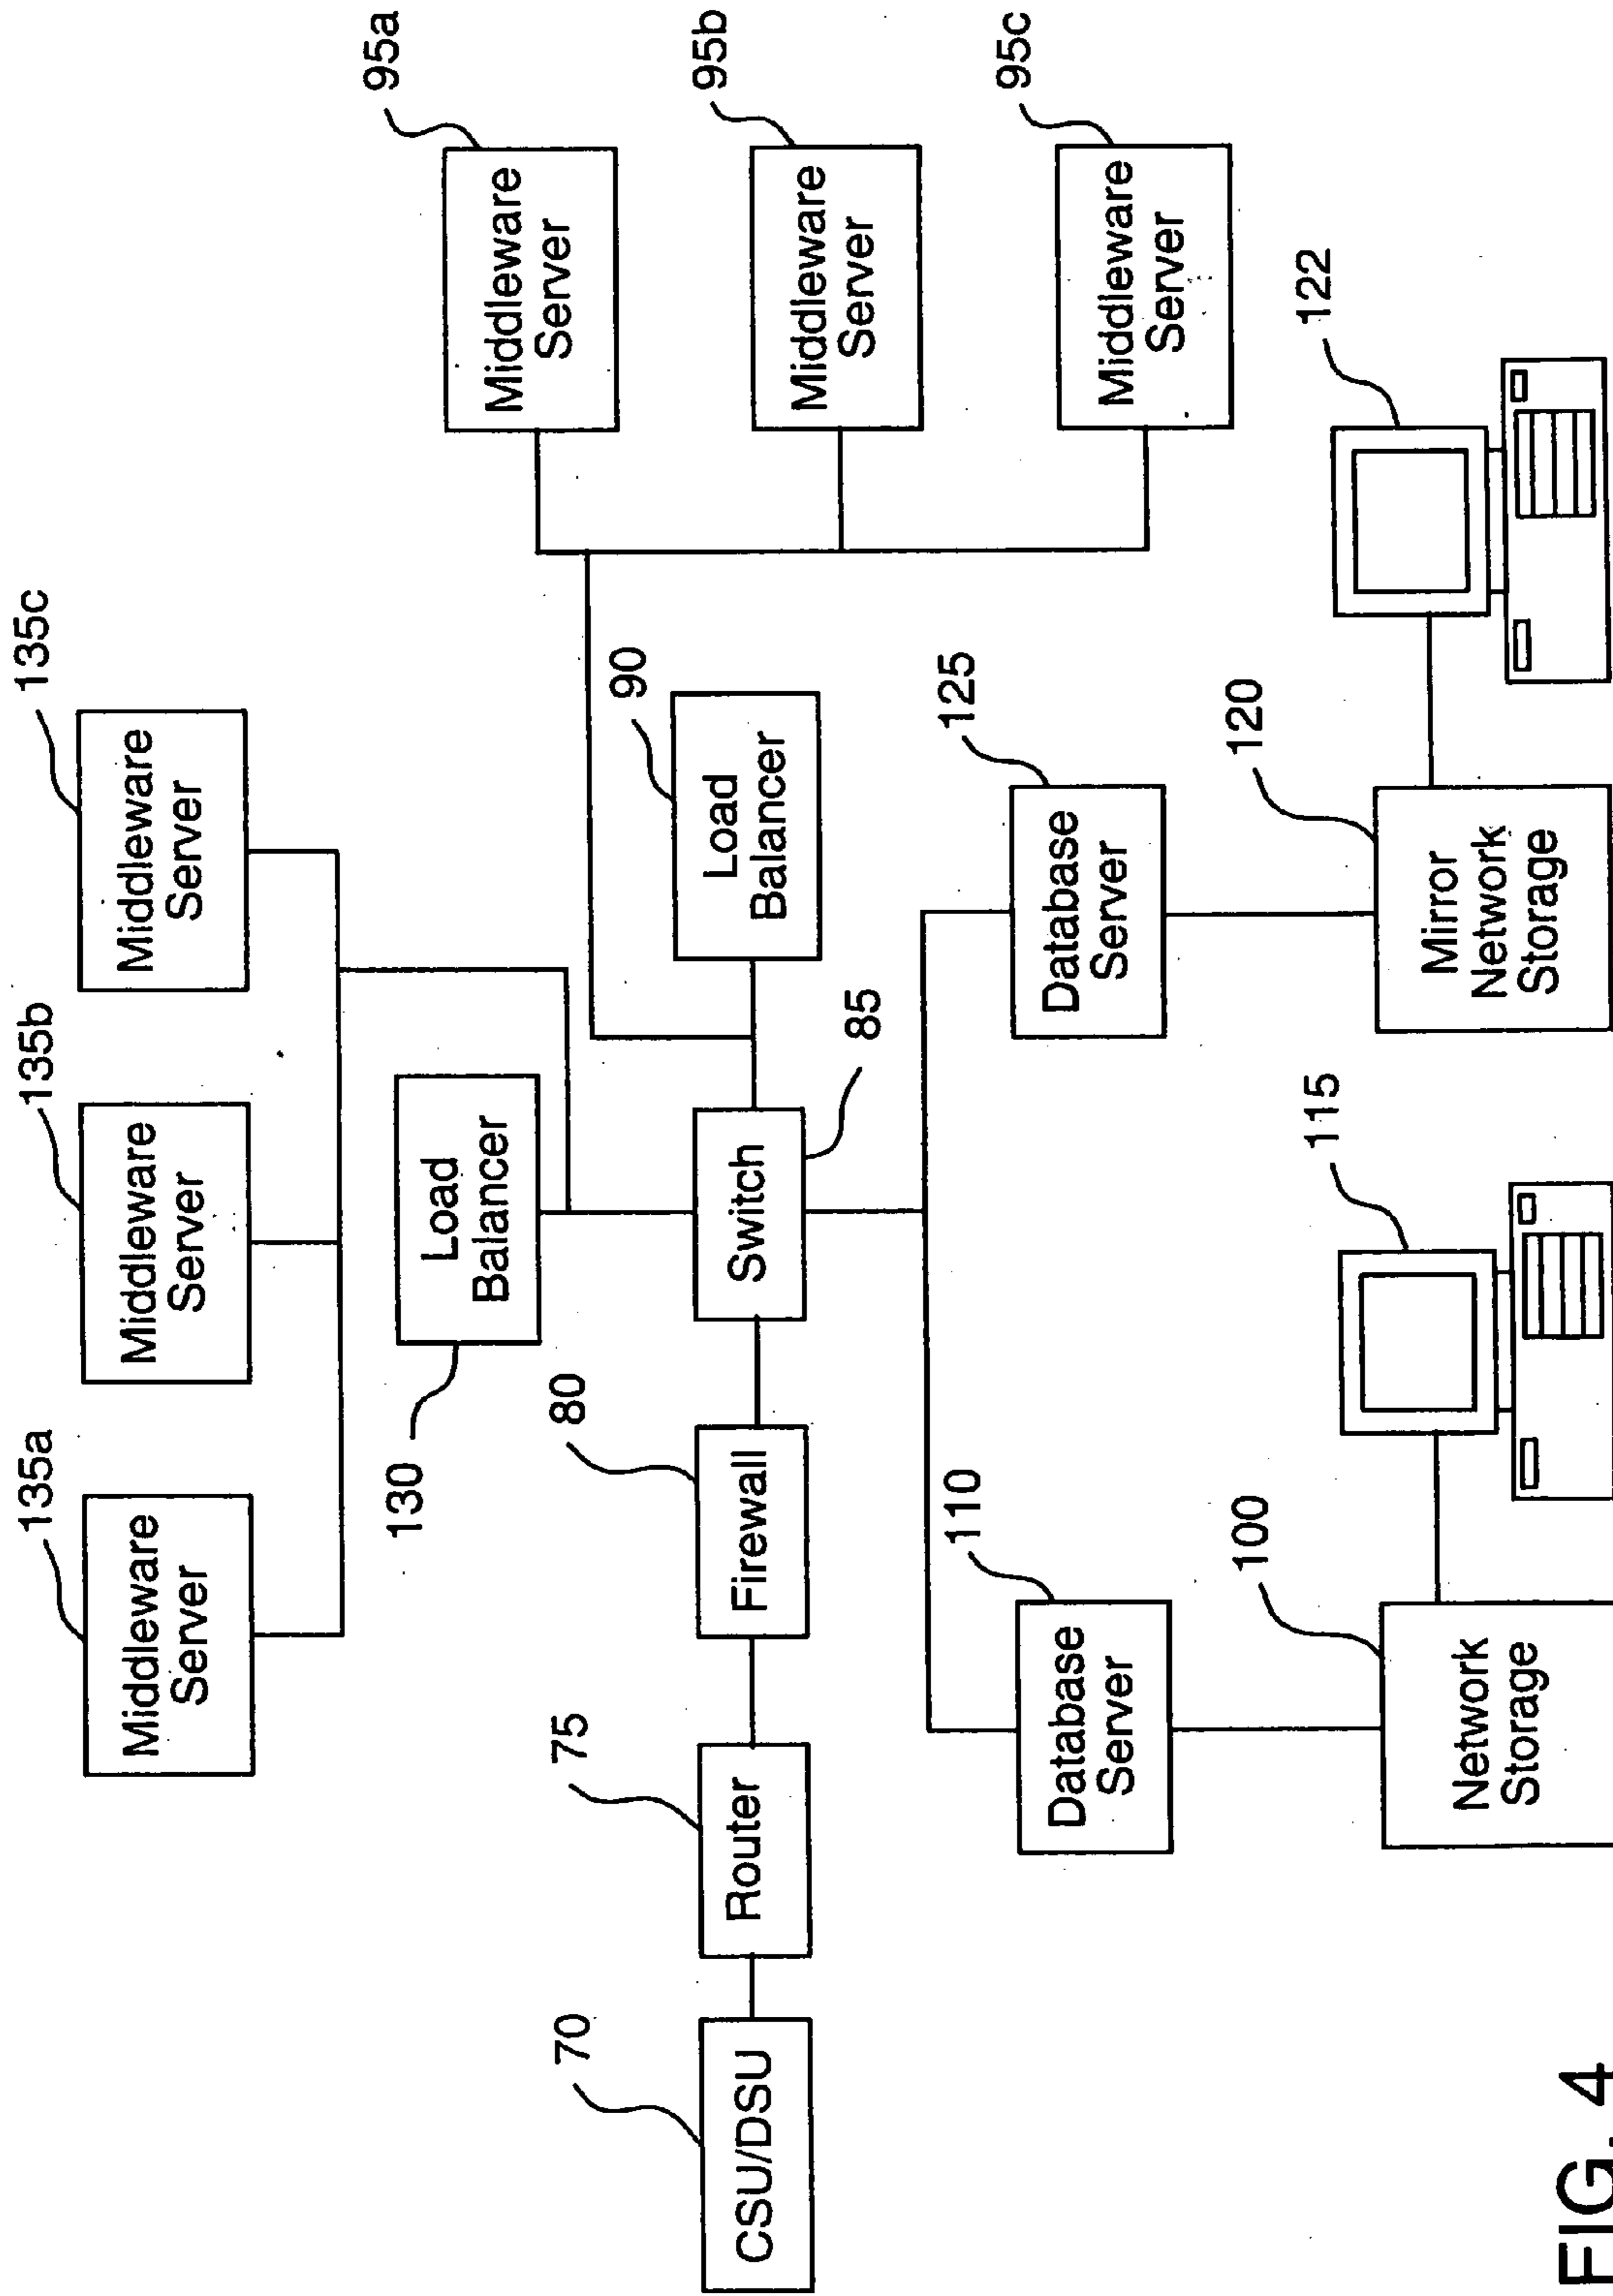 135a
Middleware
Server
135b
Middleware
Server
135c
Middleware
Server
95a
Middleware
Server
95b
Middleware
Server
95c
Middleware
Server
130
Load
Balancer
90
Load
Balancer
70
CSU/DSU
75
Router
80
Firewall
Switch
85
110
Database
Server
125
Database
Server
100
Network
Storage
115
120
Mirror
Network
Storage
122
FIG. 4